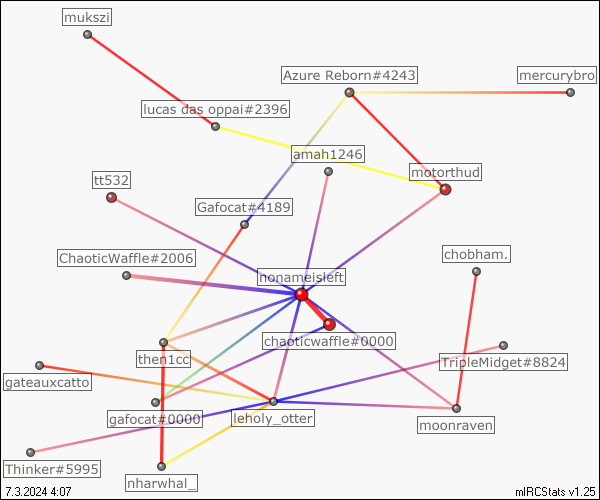 mukszi
Azure Reborn#4243
mercurybro
lucas das oppai#2396
amah1246
motorthud
tt532
Gafocat#4189
chobham.
ChaoticWaffle#2006
nonameisleft
chaoticwaffle#0000
then1cc
TripleMidget#8824
gateauxcatto
gafocat#0000
leholy_otter
moonraven
Thinker#5995
nharwhal_
7.3.2024 4:07
mIRCStats v1.25